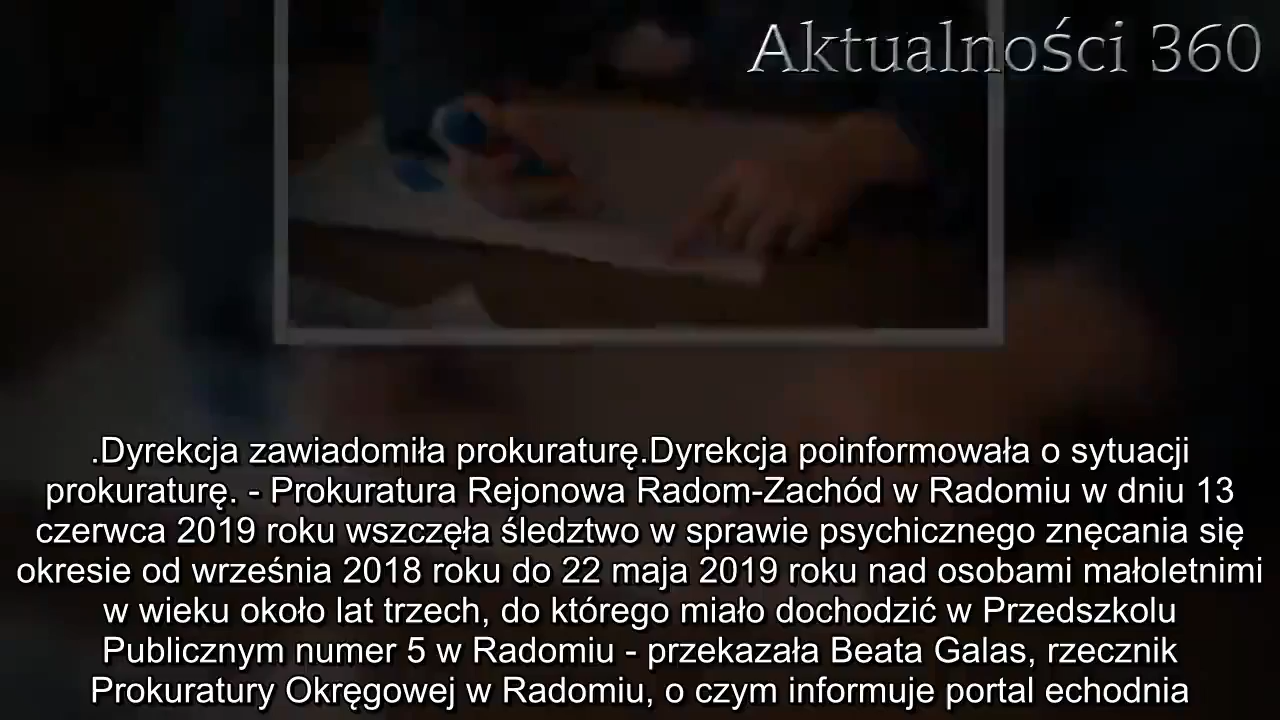 Aktualności 360
.Dyrekcja zawiadomiła prokuraturę.Dyrekcja poinformowała o sytuacji
prokuraturę. - Prokuratura Rejonowa Radom-Zachód w Radomiu w dniu 13
czerwca 2019 roku wszczęła śledztwo w sprawie psychicznego znęcania się
okresie od września 2018 roku do 22 maja 2019 roku nad osobami małoletnimi
w wieku około lat trzech, do którego miało dochodzić w Przedszkolu
Publicznym numer 5 w Radomiu - przekazała Beata Galas, rzecznik
Prokuratury Okręgowej w Radomiu, o czym informuje portal echodnia